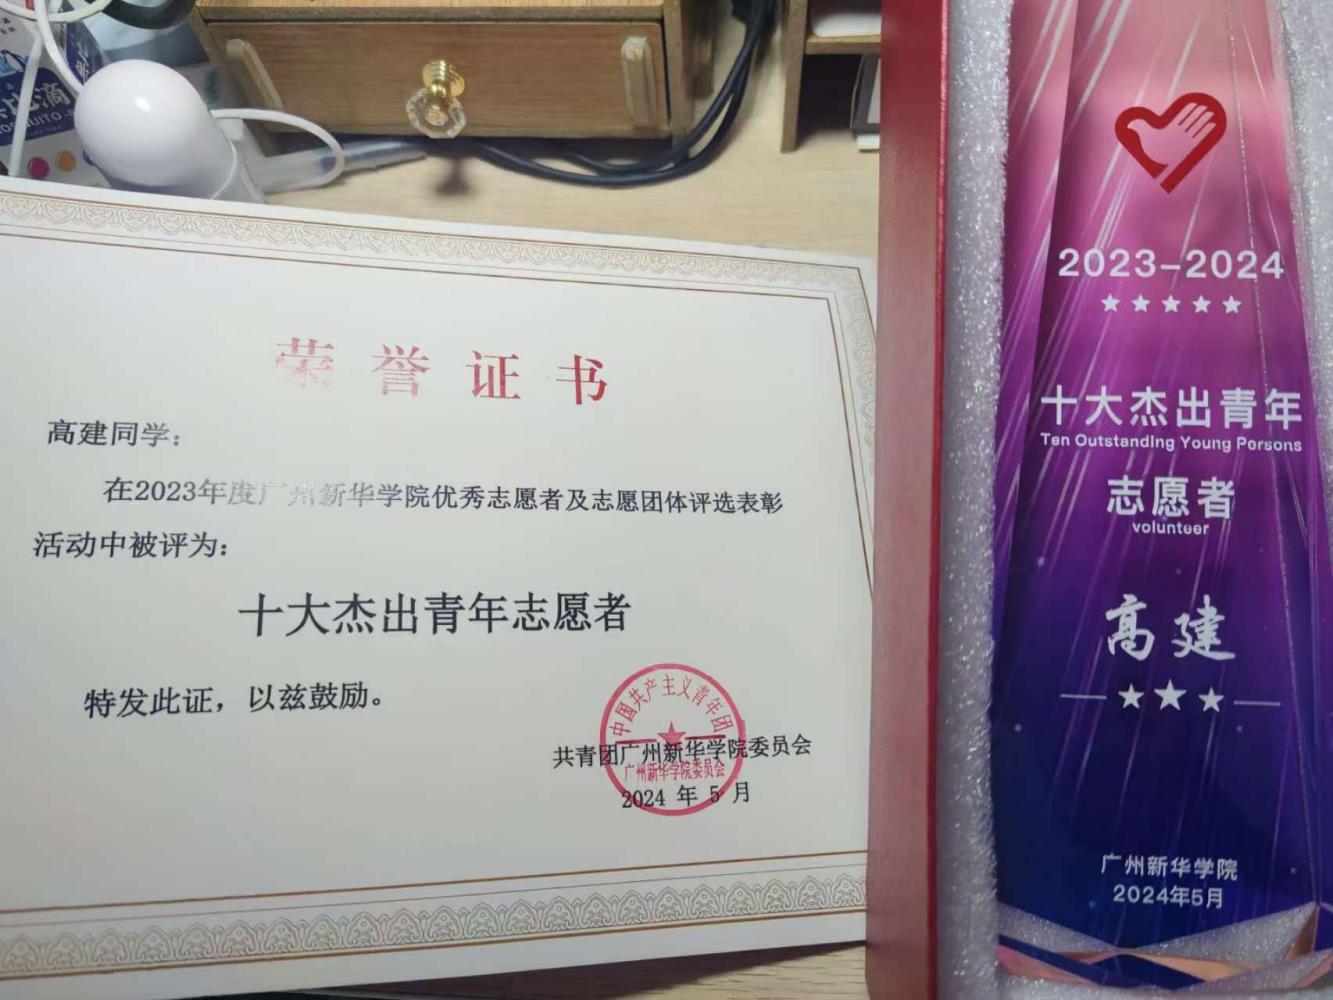 荣誉证书
高建同学：
在2023年度广州新华学院优秀志愿者及志愿团体评选表彰
活动中被评为：
十大杰出青年志愿者
特发此证，以兹鼓励。
中国共产主义青年团
共青团广州新华学院委员会
广州新华学院委员会
2024 年 5 月
2023-2024
十大杰出青年
Ten Outstanding Young Persons
志愿者
volunteer
高建
广州新华学院
2024年5月